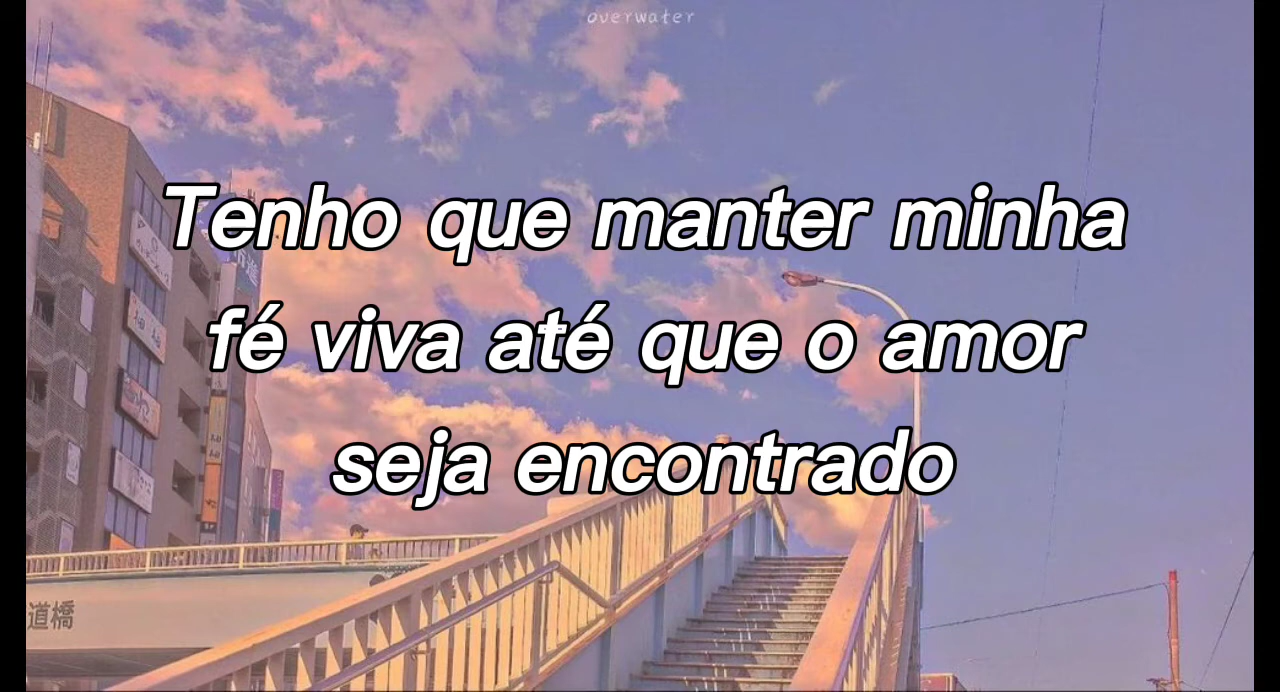 overwater
Tenho que manter minha
fé viva até que o amor
seja encontrado
道橋